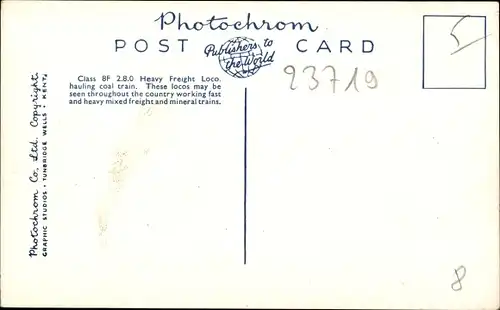 Photochrom
POST CARD
Publishers to
the World
Class 8F 2.8.0 Heavy Freight Loco.
hauling coal train. These locos may be
seen throughout the country working fast
and heavy mixed freight and mineral trains.
23719
5
Photochrom Co. Ltd. Copyright.
GRAPHIC STUDIOS • TUNBRIDGE WELLS • KENT.
8